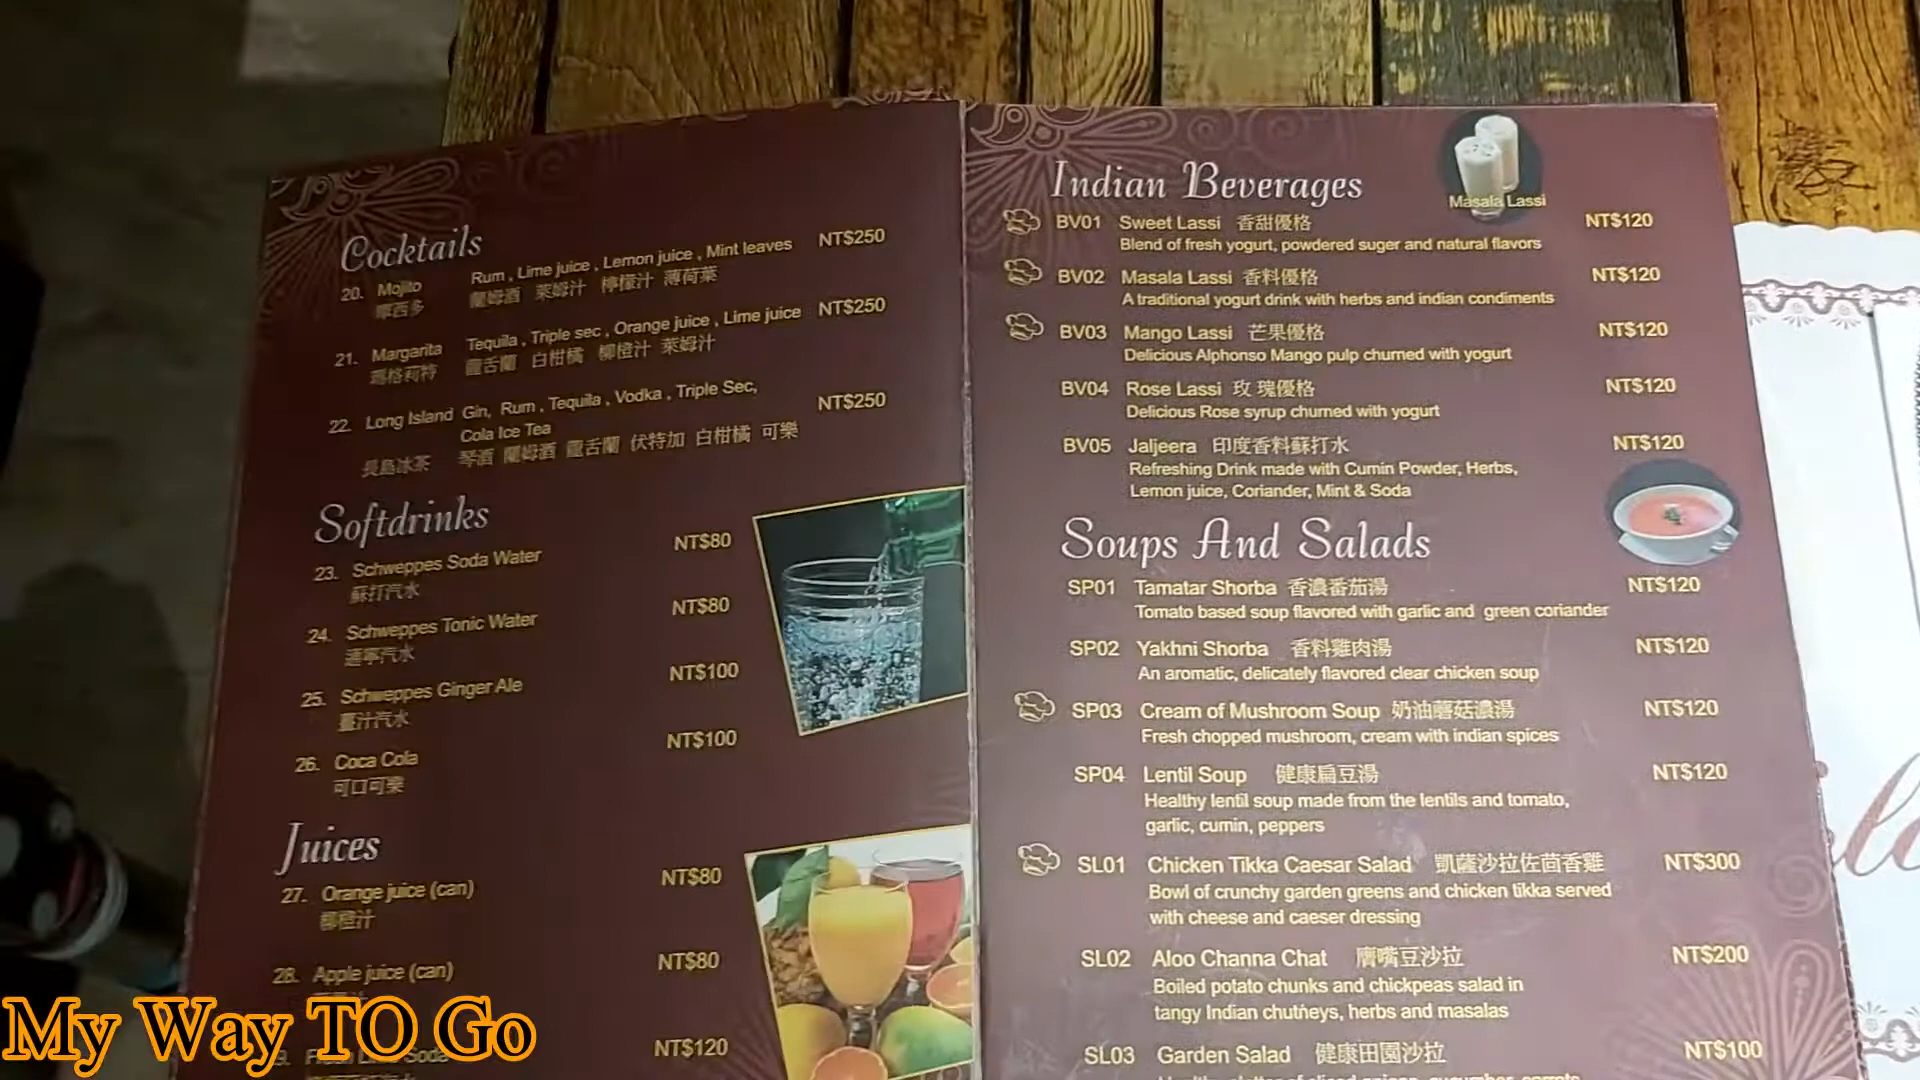 Cocktails
20. Mojito Rum , Lime juice , Lemon juice , Mint leaves NT$250
摩西多 蘭姆酒 萊姆汁 檸檬汁 薄荷葉
21. Margarita Tequila , Triple sec , Orange juice , Lime juice NT$250
瑪格莉特 龍舌蘭 白柑橘 柳橙汁 萊姆汁
22. Long Island Gin, Rum , Tequila , Vodka , Triple Sec, NT$250
Cola Ice Tea
長島冰茶 琴酒 蘭姆酒 龍舌蘭 伏特加 白柑橘 可樂
Softdrinks
23. Schweppes Soda Water NT$80
蘇打汽水
24. Schweppes Tonic Water NT$80
通寧汽水
25. Schweppes Ginger Ale NT$100
薑汁汽水
26. Coca Cola NT$100
可口可樂
Juices
27. Orange juice (can) NT$80
柳橙汁
28. Apple juice (can) NT$80
Soda NT$120
Indian Beverages
Masala Lassi
BV01 Sweet Lassi 香甜優格 NT$120
Blend of fresh yogurt, powdered suger and natural flavors
BV02 Masala Lassi 香料優格 NT$120
A traditional yogurt drink with herbs and indian condiments
BV03 Mango Lassi 芒果優格 NT$120
Delicious Alphonso Mango pulp churned with yogurt
BV04 Rose Lassi 玫 瑰優格 NT$120
Delicious Rose syrup churned with yogurt
BV05 Jaljeera 印度香料蘇打水 NT$120
Refreshing Drink made with Cumin Powder, Herbs,
Lemon juice, Coriander, Mint & Soda
Soups And Salads
SP01 Tamatar Shorba 香濃番茄湯 NT$120
Tomato based soup flavored with garlic and green coriander
SP02 Yakhni Shorba 香料雞肉湯 NT$120
An aromatic, delicately flavored clear chicken soup
SP03 Cream of Mushroom Soup 奶油蘑菇濃湯 NT$120
Fresh chopped mushroom, cream with indian spices
SP04 Lentil Soup 健康扁豆湯 NT$120
Healthy lentil soup made from the lentils and tomato,
garlic, cumin, peppers
SL01 Chicken Tikka Caesar Salad 凱薩沙拉佐茴香雞 NT$300
Bowl of crunchy garden greens and chicken tikka served
with cheese and caeser dressing
SL02 Aloo Channa Chat 膺嘴豆沙拉 NT$200
Boiled potato chunks and chickpeas salad in
tangy Indian chutneys, herbs and masalas
SL03 Garden Salad 健康田園沙拉 NT$100
My Way TO Go